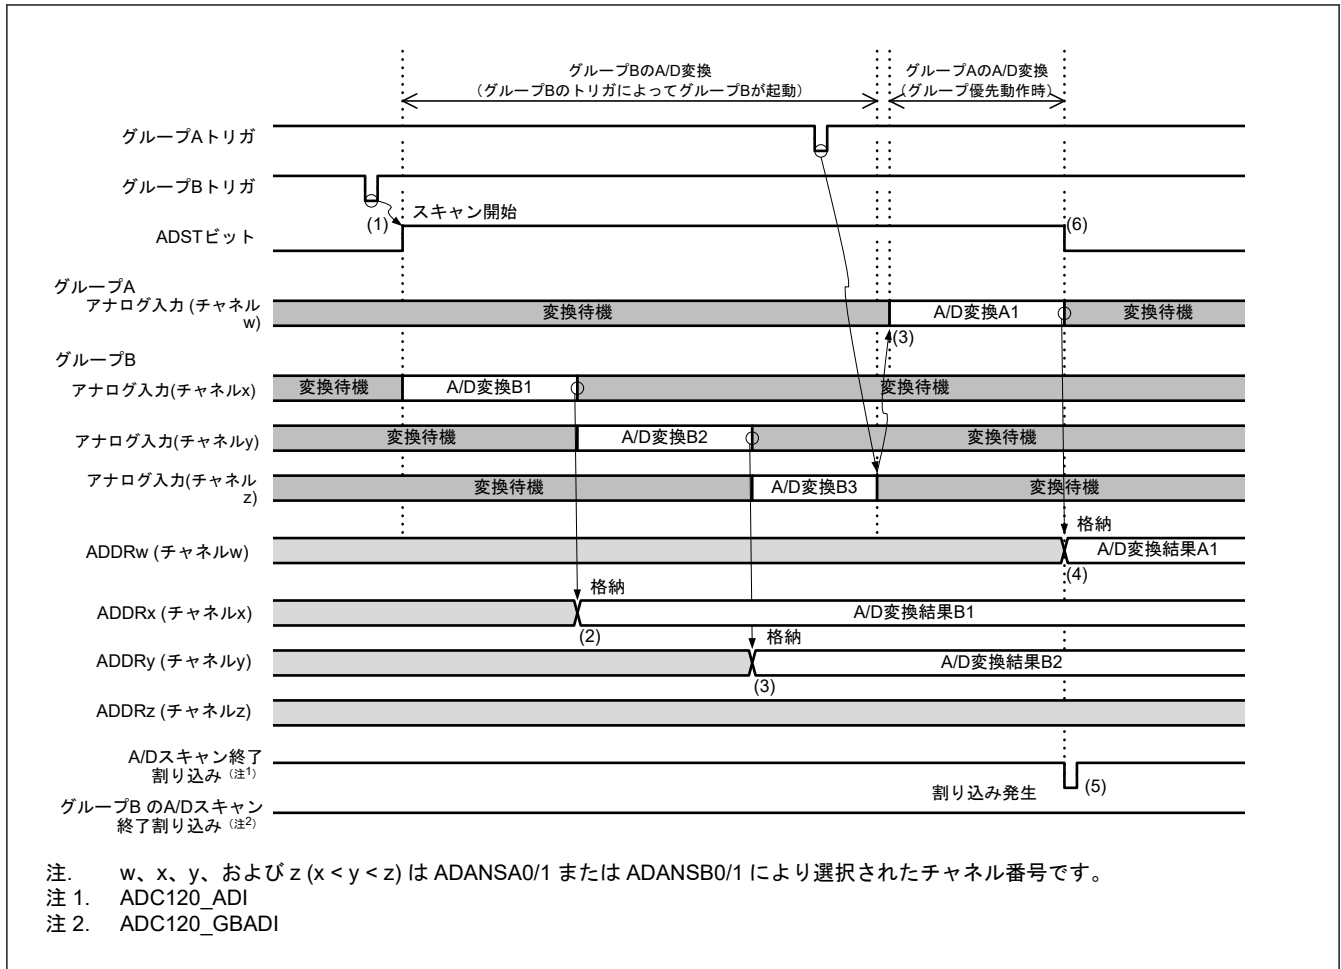 グループBのA/D変換
（グループBのトリガによってグループBが起動）
グループAのA/D変換
（グループ優先動作時）
グループAトリガ
グループBトリガ
(1)
スキャン開始
(6)
ADSTビット
グループA
アナログ入力 (チャネル
w)
変換待機
A/D変換A1
変換待機
(3)
グループB
アナログ入力(チャネルx)
変換待機
A/D変換B1
変換待機
アナログ入力(チャネルy)
変換待機
A/D変換B2
変換待機
アナログ入力(チャネル
z)
変換待機
A/D変換B3
変換待機
格納
ADDRw (チャネルw)
A/D変換結果A1
(4)
格納
ADDRx (チャネルx)
A/D変換結果B1
(2)
格納
ADDRy (チャネルy)
A/D変換結果B2
(3)
ADDRz (チャネルz)
A/Dスキャン終了
割り込み（注1）
割り込み発生
(5)
グループB のA/Dスキャン
終了割り込み（注2）
注. w、x、y、および z (x < y < z) は ADANSA0/1 または ADANSB0/1 により選択されたチャネル番号です。
注 1. ADC120_ADI
注 2. ADC120_GBADI